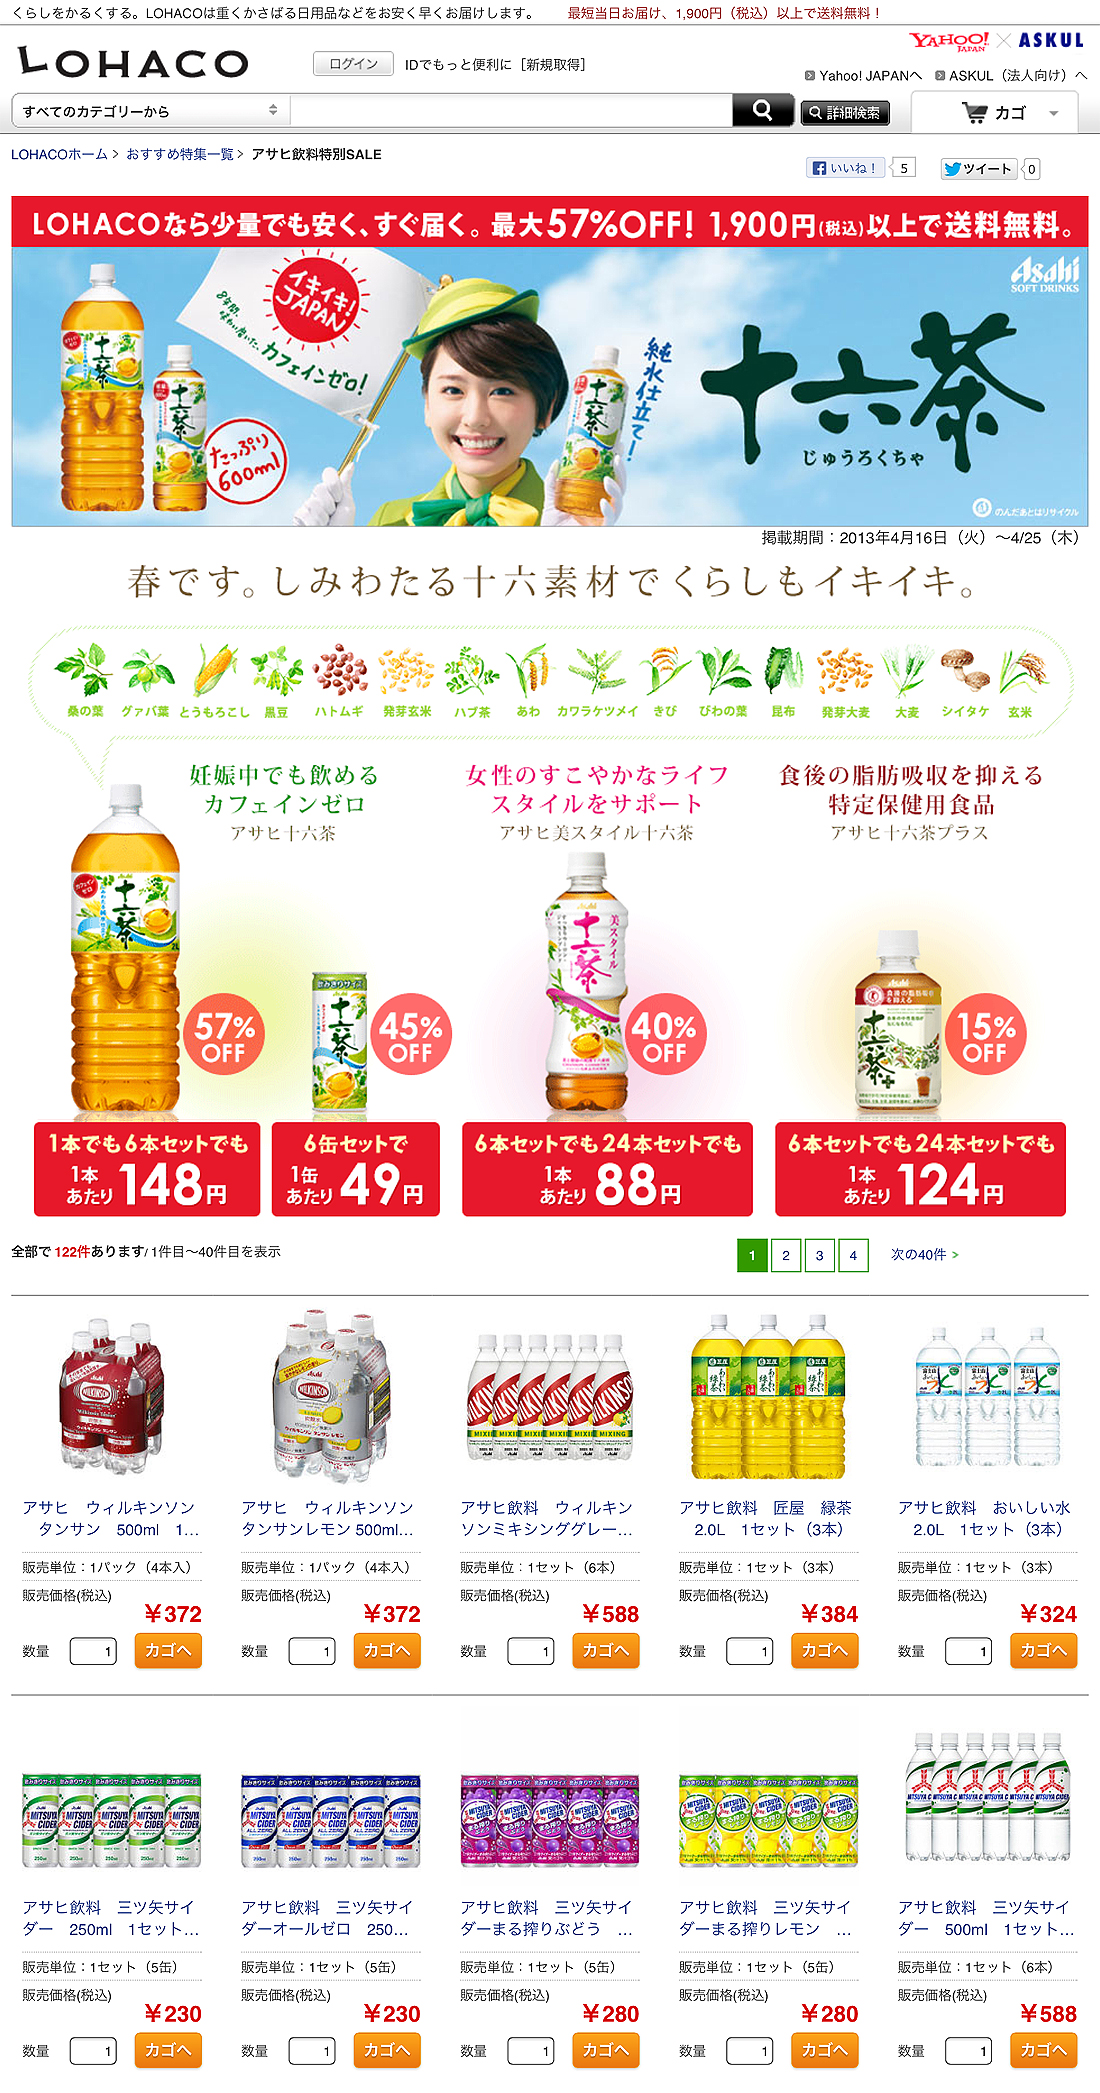 くらしをかるくする。LOHACOは重くかさばる日用品などをお安く早くお届けします。 最短当日お届け、1,900円（税込）以上で送料無料！
LOHACO
ログイン IDでもっと便利に［新規取得］
YAHOO! JAPAN × ASKUL
Yahoo! JAPANへ ASKUL（法人向け）へ
すべてのカテゴリーから 詳細検索 カゴ
LOHACOホーム > おすすめ特集一覧 > アサヒ飲料特別SALE
いいね！ 5 ツイート 0
LOHACOなら少量でも安く、すぐ届く。最大57%OFF! 1,900円(税込)以上で送料無料。
イキイキ!
JAPAN
8年間、
味わい磨いた、カフェインゼロ!
たっぷり
600ml
純水仕立て!
Asahi
SOFT DRINKS
十六茶
じゅうろくちゃ
のんだあとはリサイクル
掲載期間：2013年4月16日（火）～4/25（木）
春です。しみわたる十六素材でくらしもイキイキ。
桑の葉 グァバ葉 とうもろこし 黒豆 ハトムギ 発芽玄米 ハブ茶 あわ カワラケツメイ きび びわの葉 昆布 発芽大麦 大麦 シイタケ 玄米
妊娠中でも飲める
カフェインゼロ
アサヒ十六茶
女性のすこやかなライフ
スタイルをサポート
アサヒ美スタイル十六茶
食後の脂肪吸収を抑える
特定保健用食品
アサヒ十六茶プラス
57% OFF
45% OFF
40% OFF
15% OFF
1本でも6本セットでも
1本あたり 148円
6缶セットで
1缶あたり 49円
6本セットでも24本セットでも
1本あたり 88円
6本セットでも24本セットでも
1本あたり 124円
全部で 122件あります/ 1件目～40件目を表示 1 2 3 4 次の40件 >
アサヒ　ウィルキンソン
タンサン　500ml　1...
販売単位：1パック（4本入）
販売価格(税込)
￥372
数量 1 カゴへ
アサヒ　ウィルキンソン
タンサンレモン 500ml...
販売単位：1パック（4本入）
販売価格(税込)
￥372
数量 1 カゴへ
アサヒ飲料　ウィルキン
ソンミキシンググレー...
販売単位：1セット（6本）
販売価格(税込)
￥588
数量 1 カゴへ
アサヒ飲料　匠屋　緑茶
2.0L　1セット（3本）
販売単位：1セット（3本）
販売価格(税込)
￥384
数量 1 カゴへ
アサヒ飲料　おいしい水
2.0L　1セット（3本）
販売単位：1セット（3本）
販売価格(税込)
￥324
数量 1 カゴへ
アサヒ飲料　三ツ矢サイ
ダー　250ml　1セット...
販売単位：1セット（5缶）
販売価格(税込)
￥230
数量 1 カゴへ
アサヒ飲料　三ツ矢サイ
ダーオールゼロ　250...
販売単位：1セット（5缶）
販売価格(税込)
￥230
数量 1 カゴへ
アサヒ飲料　三ツ矢サイ
ダーまる搾りぶどう　...
販売単位：1セット（5缶）
販売価格(税込)
￥280
数量 1 カゴへ
アサヒ飲料　三ツ矢サイ
ダーまる搾りレモン　...
販売単位：1セット（5缶）
販売価格(税込)
￥280
数量 1 カゴへ
アサヒ飲料　三ツ矢サイ
ダー　500ml　1セット...
販売単位：1セット（6本）
販売価格(税込)
￥588
数量 1 カゴへ